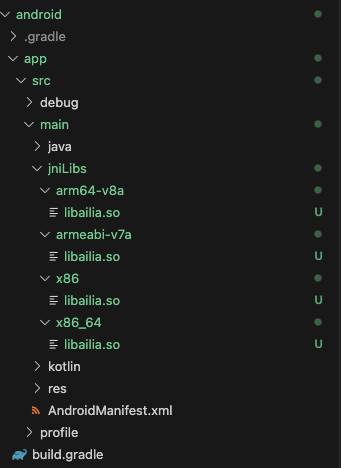 android
.gradle
app
src
debug
main
java
jniLibs
arm64-v8a
libailia.so U
armeabi-v7a
libailia.so U
x86
libailia.so U
x86_64
libailia.so U
kotlin
res
AndroidManifest.xml
profile
build.gradle